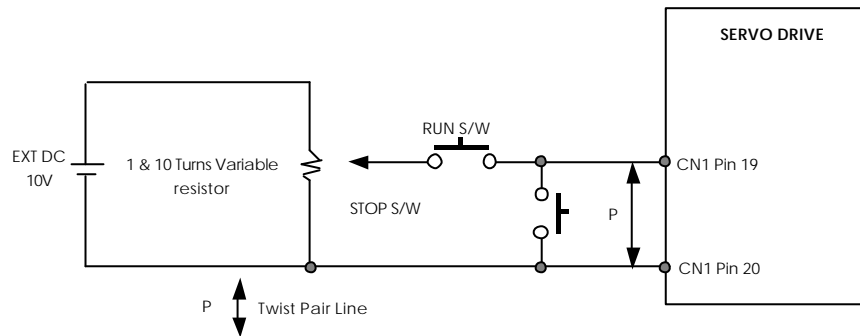 SERVO DRIVE
EXT DC
10V
1 & 10 Turns Variable
resistor
RUN S/W
STOP S/W
CN1 Pin 19
P
CN1 Pin 20
P
Twist Pair Line